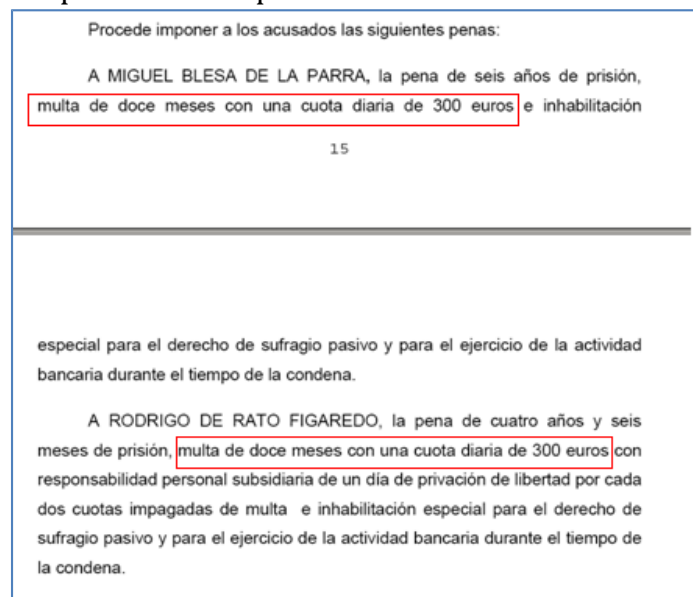 Procede imponer a los acusados las siguientes penas:
A MIGUEL BLESA DE LA PARRA, la pena de seis años de prisión,
multa de doce meses con una cuota diaria de 300 euros e inhabilitación
15
especial para el derecho de sufragio pasivo y para el ejercicio de la actividad
bancaria durante el tiempo de la condena.
A RODRIGO DE RATO FIGAREDO, la pena de cuatro años y seis
meses de prisión, multa de doce meses con una cuota diaria de 300 euros con
responsabilidad personal subsidiaria de un día de privación de libertad por cada
dos cuotas impagadas de multa e inhabilitación especial para el derecho de
sufragio pasivo y para el ejercicio de la actividad bancaria durante el tiempo de
la condena.